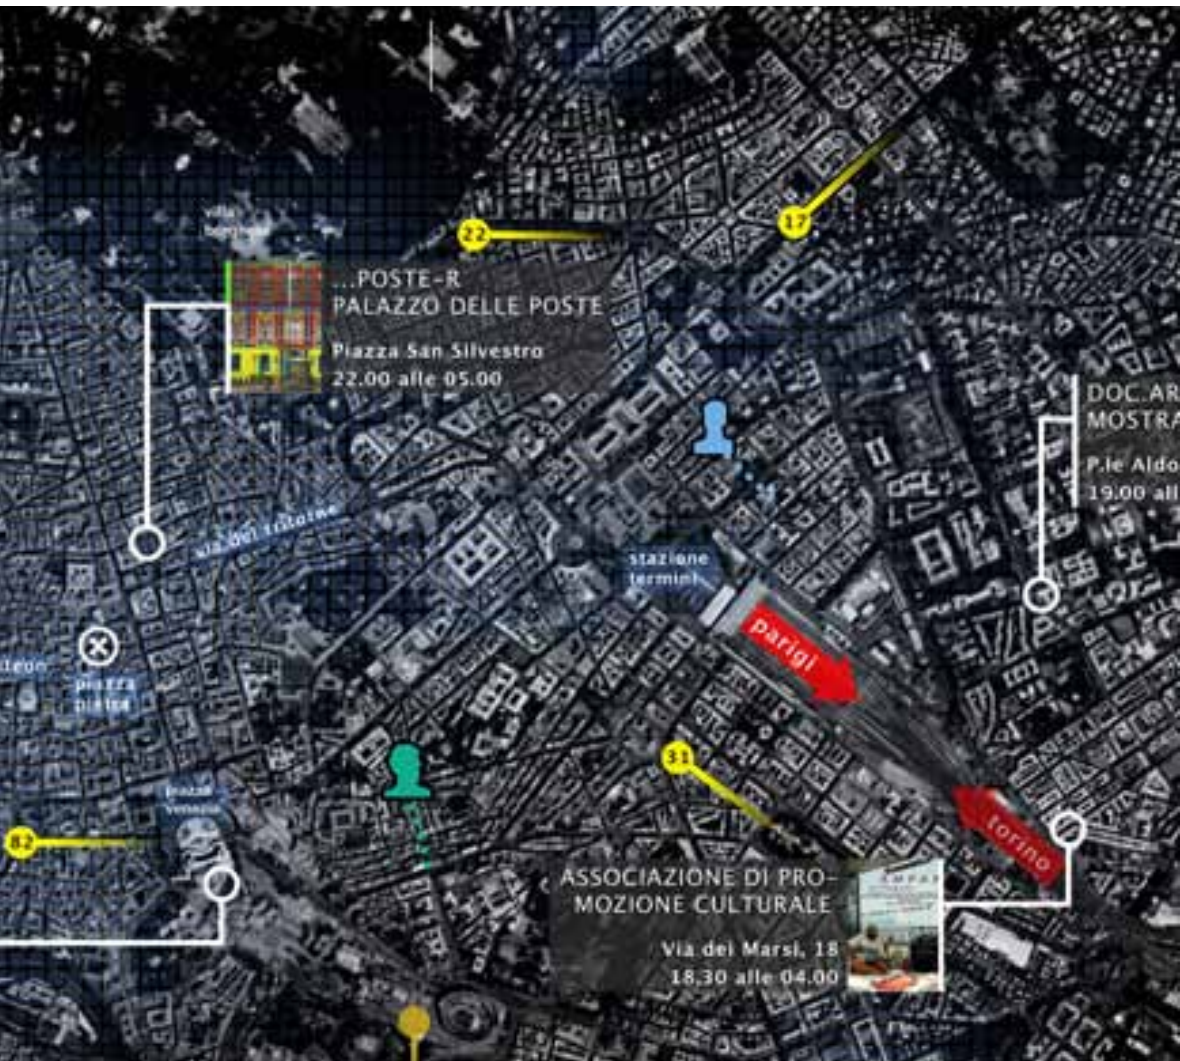 villa
borghese
22
17
...POSTE-R
PALAZZO DELLE POSTE
Piazza San Silvestro
22.00 alle 05.00
DOC.AR
MOSTRA
P.le Aldo
19.00 all
via del tritoine
stazione
termini
parigi
teon
piazza
pietra
31
piazza
venezia
82
torino
ASSOCIAZIONE DI PRO-
MOZIONE CULTURALE
Via dei Marsi, 18
18.30 alle 04.00